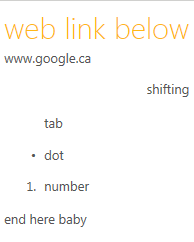 web link below
www.google.ca
shifting
tab
• dot
1. number
end here baby